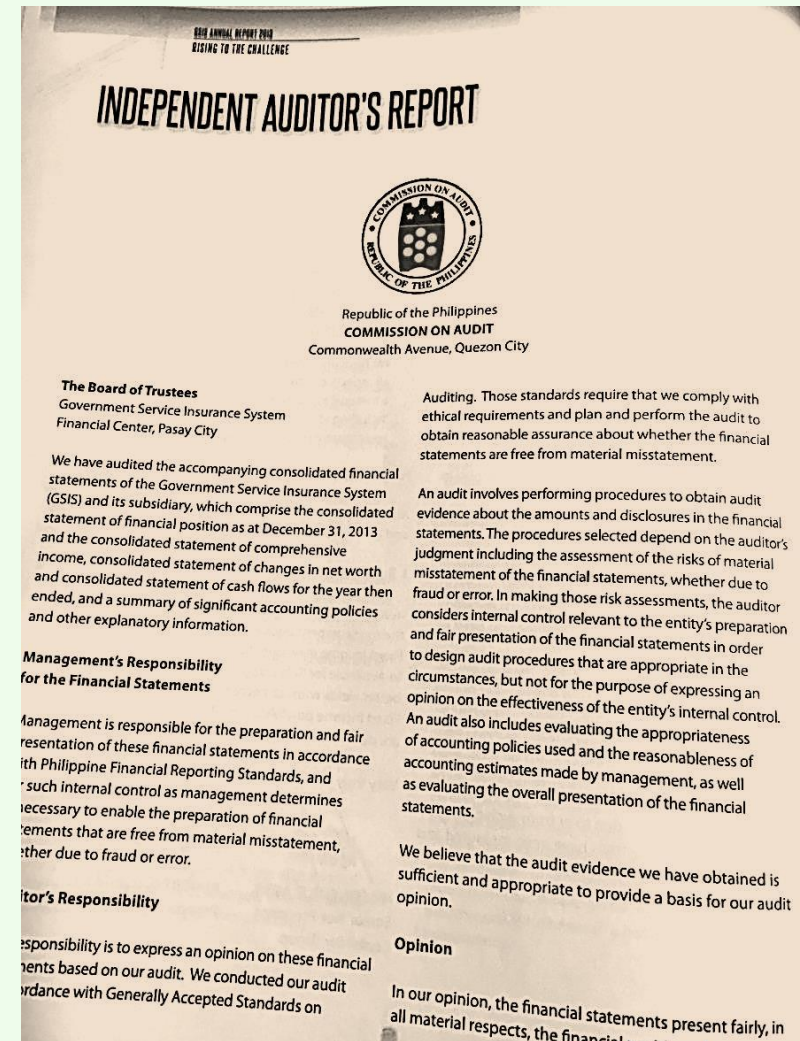 GSIS ANNUAL REPORT 2013
RISING TO THE CHALLENGE
INDEPENDENT AUDITOR'S REPORT
COMMISSION ON AUDIT
REPUBLIC OF THE PHILIPPINES
Republic of the Philippines
COMMISSION ON AUDIT
Commonwealth Avenue, Quezon City
The Board of Trustees
Government Service Insurance System
Financial Center, Pasay City
We have audited the accompanying consolidated financial
statements of the Government Service Insurance System
(GSIS) and its subsidiary, which comprise the consolidated
statement of financial position as at December 31, 2013
and the consolidated statement of comprehensive
income, consolidated statement of changes in net worth
and consolidated statement of cash flows for the year then
ended, and a summary of significant accounting policies
and other explanatory information.
Management's Responsibility
for the Financial Statements
Management is responsible for the preparation and fair
resentation of these financial statements in accordance
ith Philippine Financial Reporting Standards, and
such internal control as management determines
ecessary to enable the preparation of financial
tements that are free from material misstatement,
ether due to fraud or error.
itor's Responsibility
esponsibility is to express an opinion on these financial
ments based on our audit. We conducted our audit
ordance with Generally Accepted Standards on
Auditing. Those standards require that we comply with
ethical requirements and plan and perform the audit to
obtain reasonable assurance about whether the financial
statements are free from material misstatement.
An audit involves performing procedures to obtain audit
evidence about the amounts and disclosures in the financial
statements. The procedures selected depend on the auditor's
judgment including the assessment of the risks of material
misstatement of the financial statements, whether due to
fraud or error. In making those risk assessments, the auditor
considers internal control relevant to the entity's preparation
and fair presentation of the financial statements in order
to design audit procedures that are appropriate in the
circumstances, but not for the purpose of expressing an
opinion on the effectiveness of the entity's internal control.
An audit also includes evaluating the appropriateness
of accounting policies used and the reasonableness of
accounting estimates made by management, as well
as evaluating the overall presentation of the financial
statements.
We believe that the audit evidence we have obtained is
sufficient and appropriate to provide a basis for our audit
opinion.
Opinion
In our opinion, the financial statements present fairly, in
all material respects, the